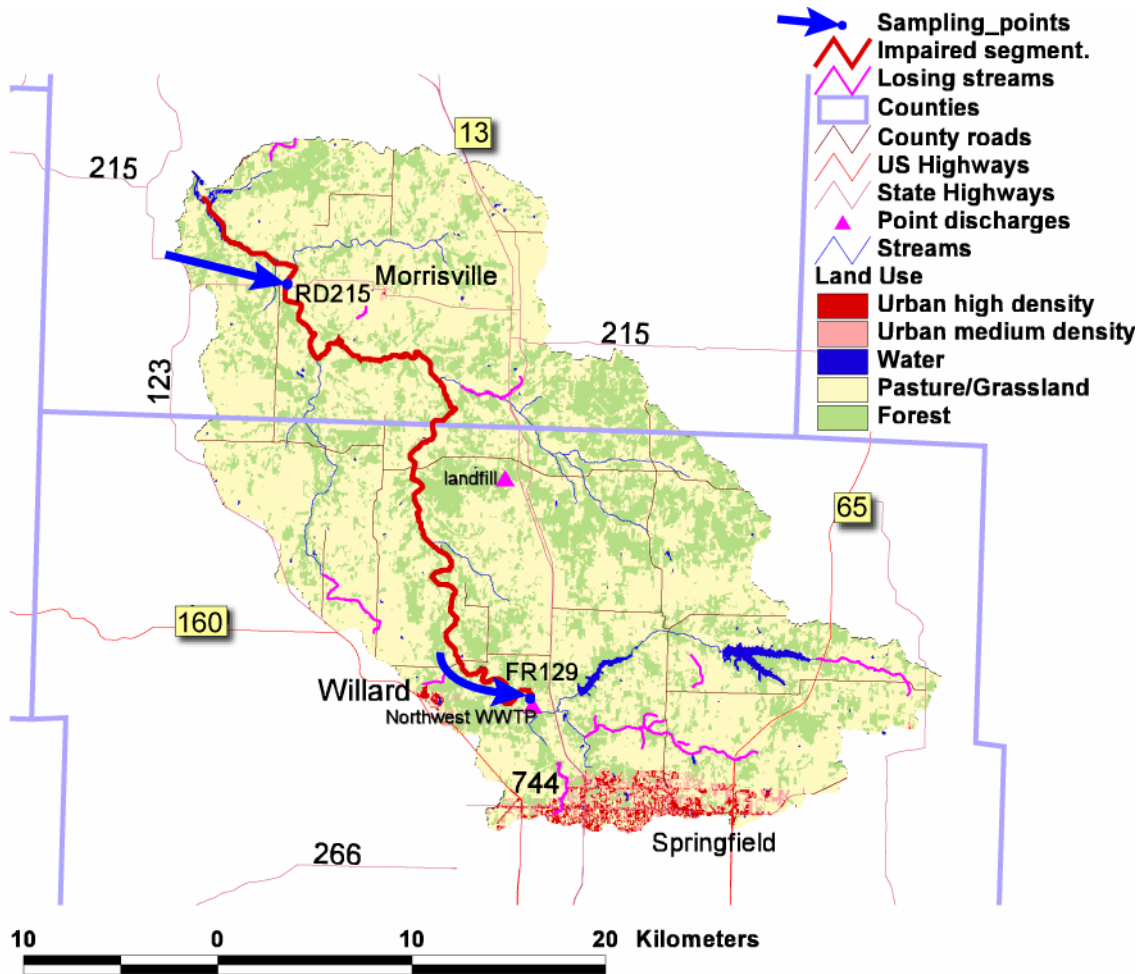 Sampling_points
Impaired segment.
Losing streams
Counties
County roads
US Highways
State Highways
Point discharges
Streams
Land Use
Urban high density
Urban medium density
Water
Pasture/Grassland
Forest
13
215
Morrisville
RD215
215
123
landfill
65
160
FR129
Willard
Northwest WWTP
744
Springfield
266
10 0 10 20 Kilometers